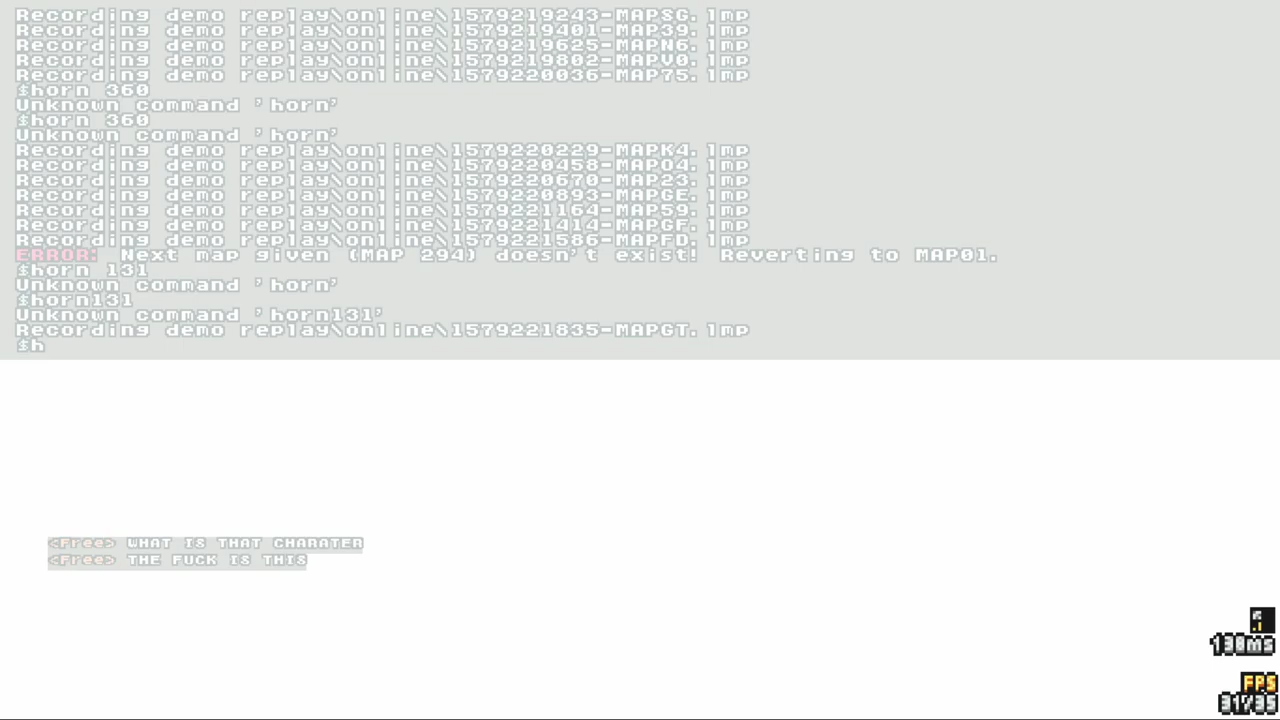 Recording demo replay\online\1579219243-MAPSG.lmp
Recording demo replay\online\1579219401-MAP39.lmp
Recording demo replay\online\1579219625-MAPN6.lmp
Recording demo replay\online\1579219802-MAPV0.lmp
Recording demo replay\online\1579220036-MAP75.lmp
$horn 360
Unknown command 'horn'
$horn 360
Unknown command 'horn'
Recording demo replay\online\1579220229-MAPK4.lmp
Recording demo replay\online\1579220458-MAPO4.lmp
Recording demo replay\online\1579220670-MAP23.lmp
Recording demo replay\online\1579220893-MAPGE.lmp
Recording demo replay\online\1579221164-MAP59.lmp
Recording demo replay\online\1579221414-MAPGF.lmp
Recording demo replay\online\1579221586-MAPFD.lmp
ERROR: Next map given (MAP 294) doesn't exist! Reverting to MAP01.
$horn 131
Unknown command 'horn'
$horn131
Unknown command 'horn131'
Recording demo replay\online\1579221835-MAPGT.lmp
$h
<Free> WHAT IS THAT CHARATER
<Free> THE FUCK IS THIS
138ms
FPS
31/35